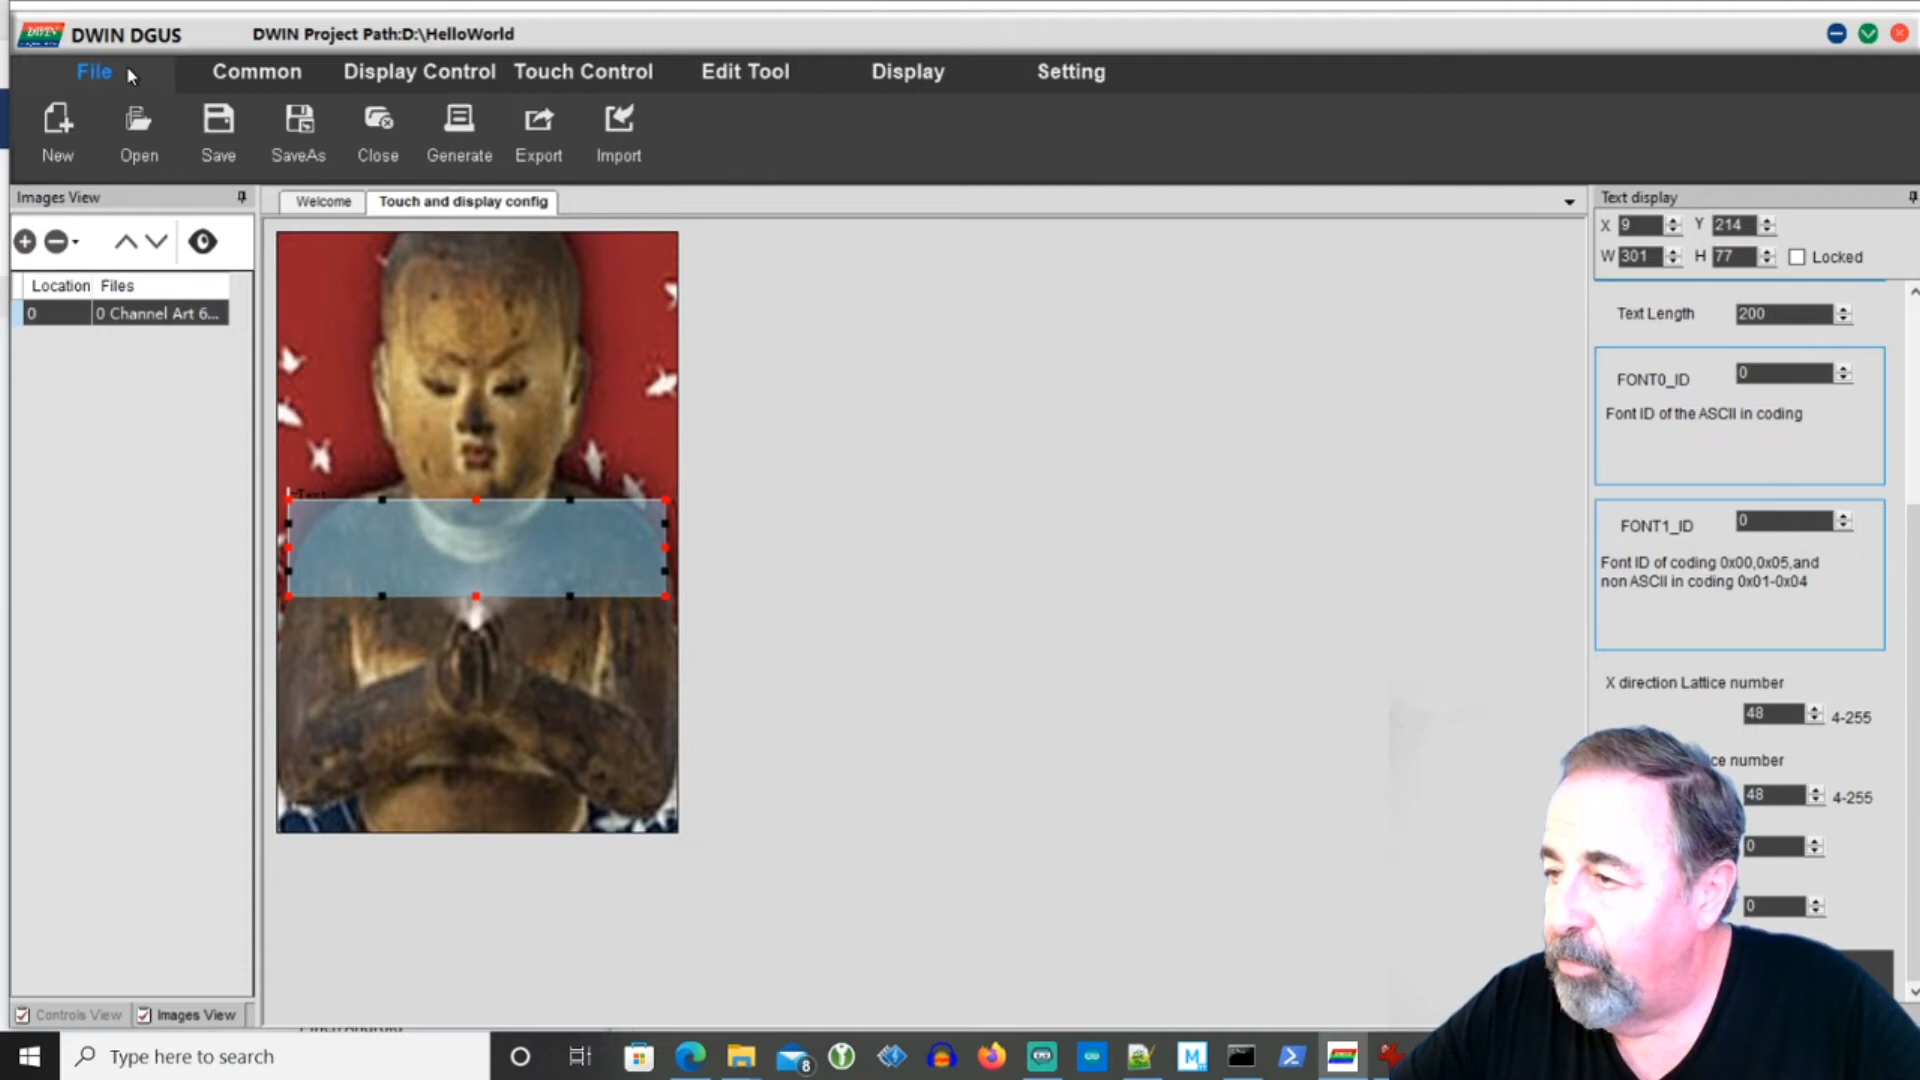 DWIN DGUS
DWIN Project Path:D:\HelloWorld
File Common Display Control Touch Control Edit Tool Display Setting
New Open Save SaveAs Close Generate Export Import
Images View
Location Files
0 0 Channel Art 6...
Controls View Images View
Welcome Touch and display config
Text
Text display
X 9 Y 214
W 301 H 77 Locked
Text Length 200
FONT0_ID 0
Font ID of the ASCII in coding
FONT1_ID 0
Font ID of coding 0x00,0x05,and
non ASCII in coding 0x01-0x04
X direction Lattice number
48 4-255
number
48 4-255
0
0
Type here to search
8
M